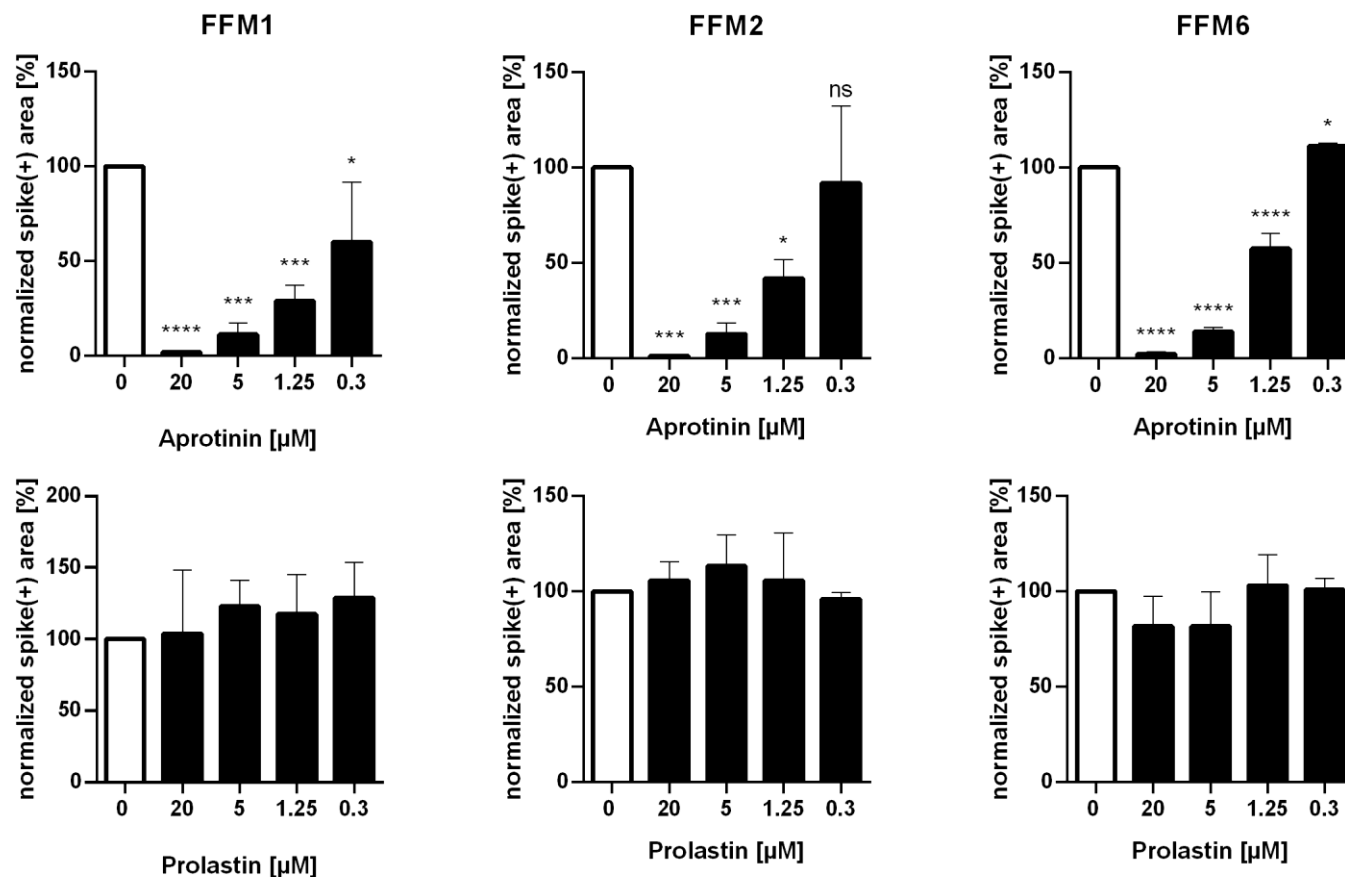 FFM1
normalized spike(+) area [%]
150
100
50
0
****
***
***
*
0 20 5 1.25 0.3
Aprotinin [µM]
FFM2
normalized spike(+) area [%]
150
100
50
0
***
***
*
ns
0 20 5 1.25 0.3
Aprotinin [µM]
FFM6
normalized spike(+) area [%]
150
100
50
0
****
****
****
*
0 20 5 1.25 0.3
Aprotinin [µM]
normalized spike(+) area [%]
200
150
100
50
0
0 20 5 1.25 0.3
Prolastin [µM]
normalized spike(+) area [%]
150
100
50
0
0 20 5 1.25 0.3
Prolastin [µM]
normalized spike(+) area [%]
150
100
50
0
0 20 5 1.25 0.3
Prolastin [µM]